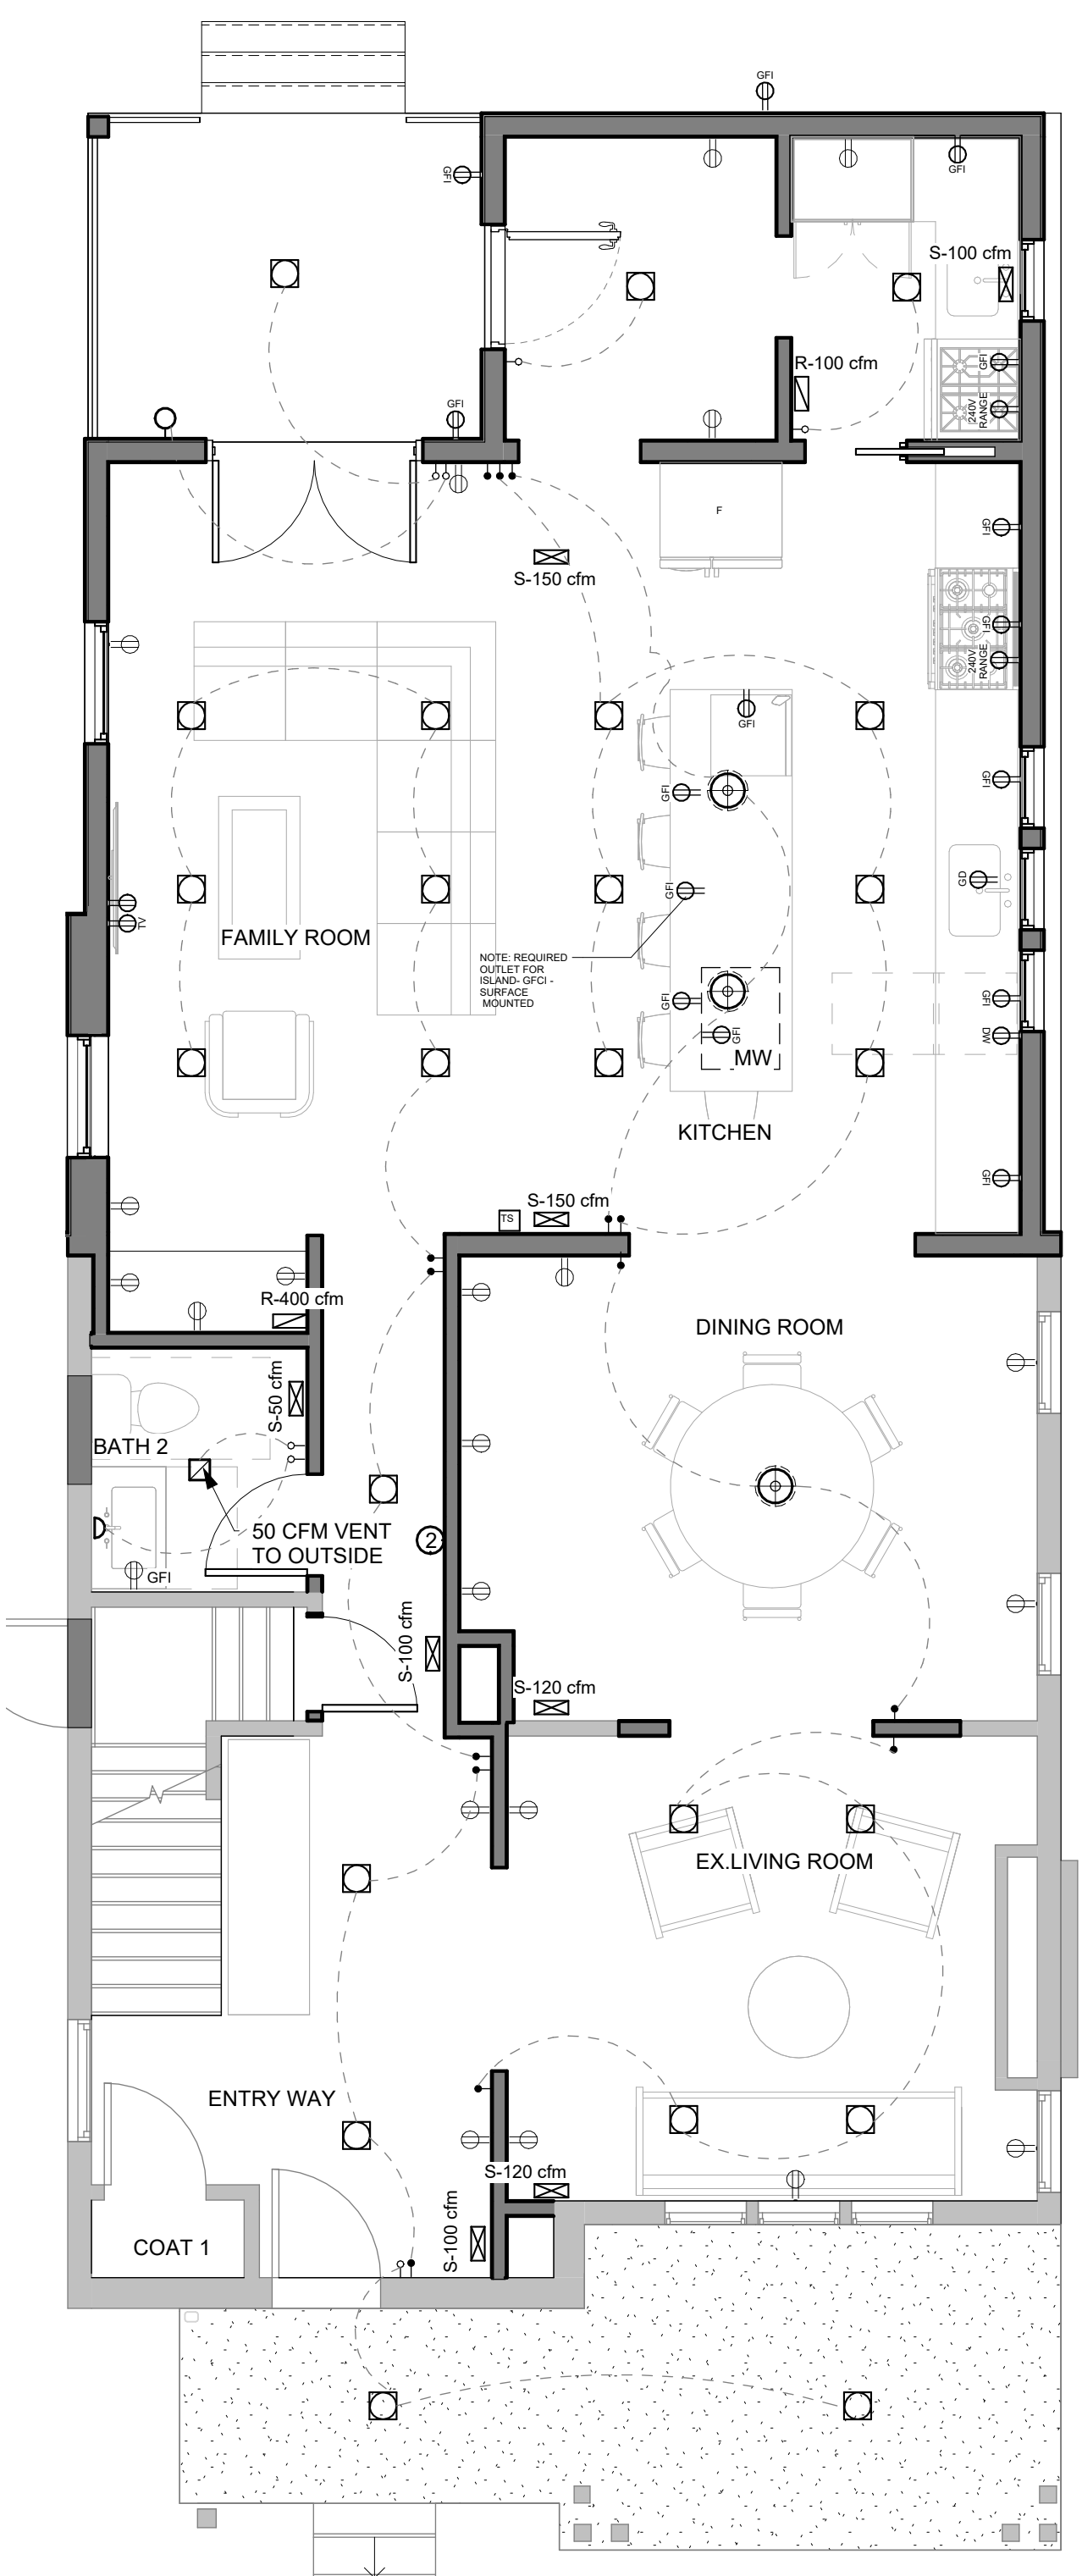 GFI
GFI
GFI
S-100 cfm
R-100 cfm
GFI
240V
RANGE
GFI
F
GFI
S-150 cfm
GFI
240V
RANGE
GFI
GFI
GFI
GD
TV
FAMILY ROOM
GFI
NOTE: REQUIRED
OUTLET FOR
ISLAND- GFCI -
SURFACE
MOUNTED
GFI
GFI
GFI
DW
MW
KITCHEN
GFI
S-150 cfm
TS
R-400 cfm
DINING ROOM
S-50 cfm
BATH 2
50 CFM VENT
TO OUTSIDE
2
GFI
S-100 cfm
S-120 cfm
EX.LIVING ROOM
ENTRY WAY
S-120 cfm
S-100 cfm
COAT 1